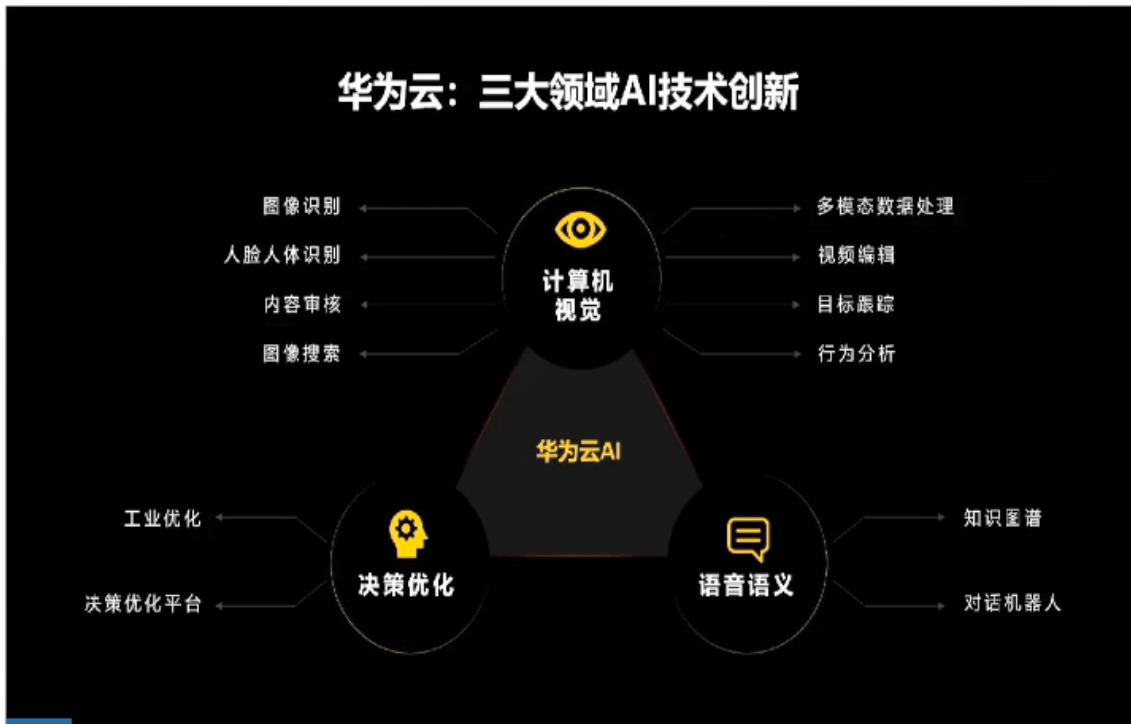 华为云：三大领域AI技术创新
图像识别
人脸人体识别
内容审核
图像搜索
计算机
视觉
多模态数据处理
视频编辑
目标跟踪
行为分析
华为云AI
工业优化
决策优化平台
决策优化
语音语义
知识图谱
对话机器人